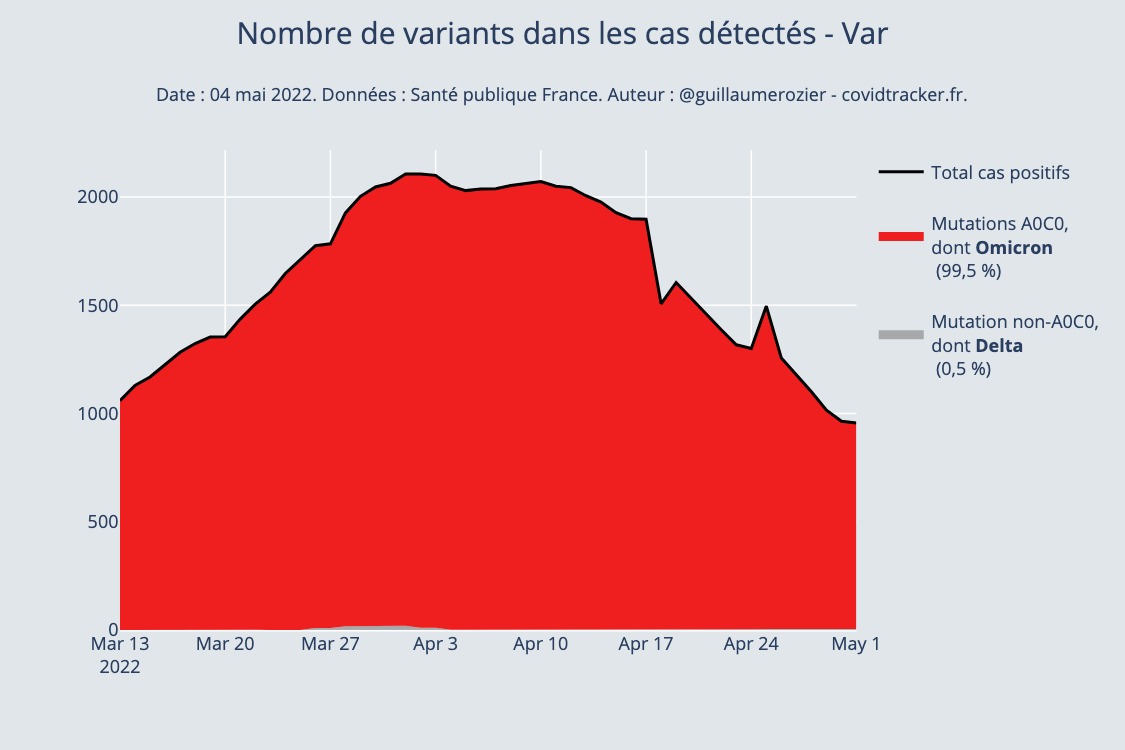 Nombre de variants dans les cas détectés - Var
Date : 04 mai 2022. Données : Santé publique France. Auteur : @guillaumerozier - covidtracker.fr.
Total cas positifs
Mutations A0C0,
dont Omicron
(99,5 %)
Mutation non-A0C0,
dont Delta
(0,5 %)
2000
1500
1000
500
0
Mar 13
2022
Mar 20
Mar 27
Apr 3
Apr 10
Apr 17
Apr 24
May 1